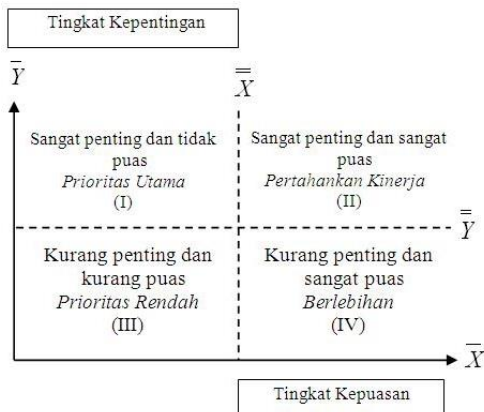 Tingkat Kepentingan
Y̅
X̿
Sangat penting dan tidak
puas
Prioritas Utama
(I)
Sangat penting dan sangat
puas
Pertahankan Kinerja
(II)
Y̿
Kurang penting dan
kurang puas
Prioritas Rendah
(III)
Kurang penting dan
sangat puas
Berlebihan
(IV)
X̅
Tingkat Kepuasan